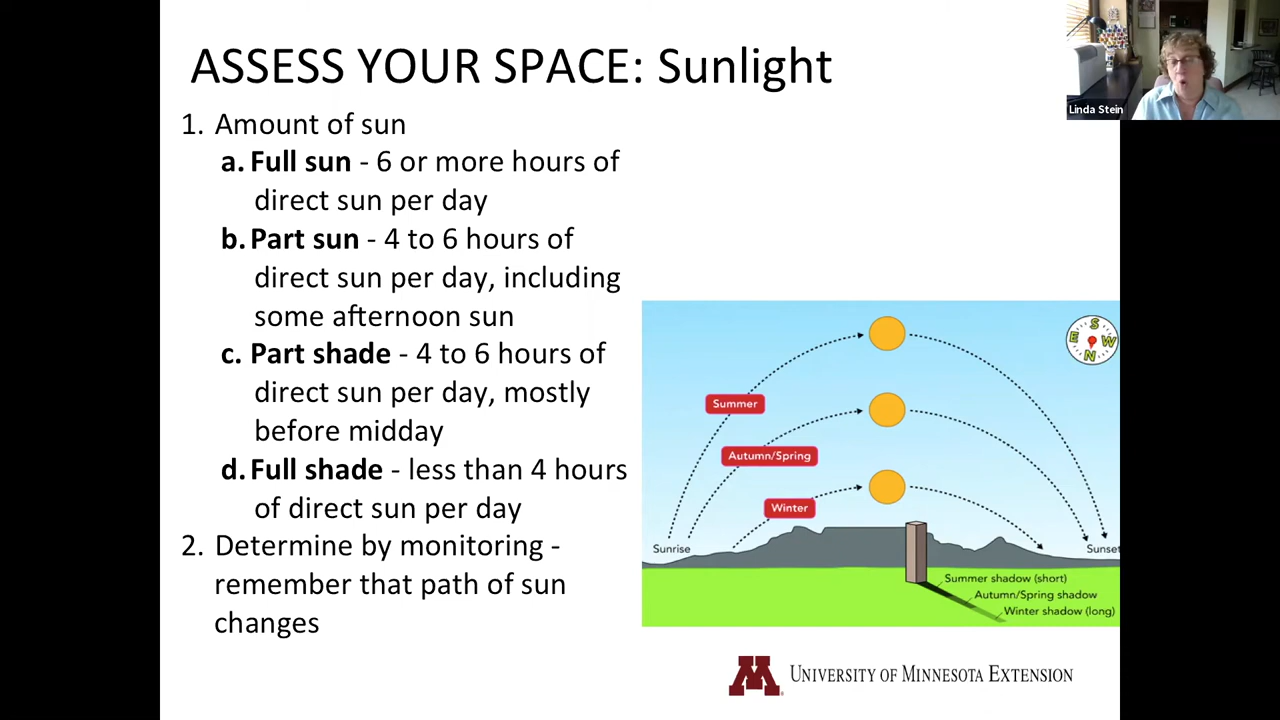 ASSESS YOUR SPACE: Sunlight
Linda Stein
1. Amount of sun
a. Full sun - 6 or more hours of
direct sun per day
b. Part sun - 4 to 6 hours of
direct sun per day, including
some afternoon sun
c. Part shade - 4 to 6 hours of
direct sun per day, mostly
before midday
d. Full shade - less than 4 hours
of direct sun per day
2. Determine by monitoring -
remember that path of sun
changes
S
E W
N
Summer
Autumn/Spring
Winter
Sunrise
Sunset
Summer shadow (short)
Autumn/Spring shadow
Winter shadow (long)
M
UNIVERSITY OF MINNESOTA EXTENSION